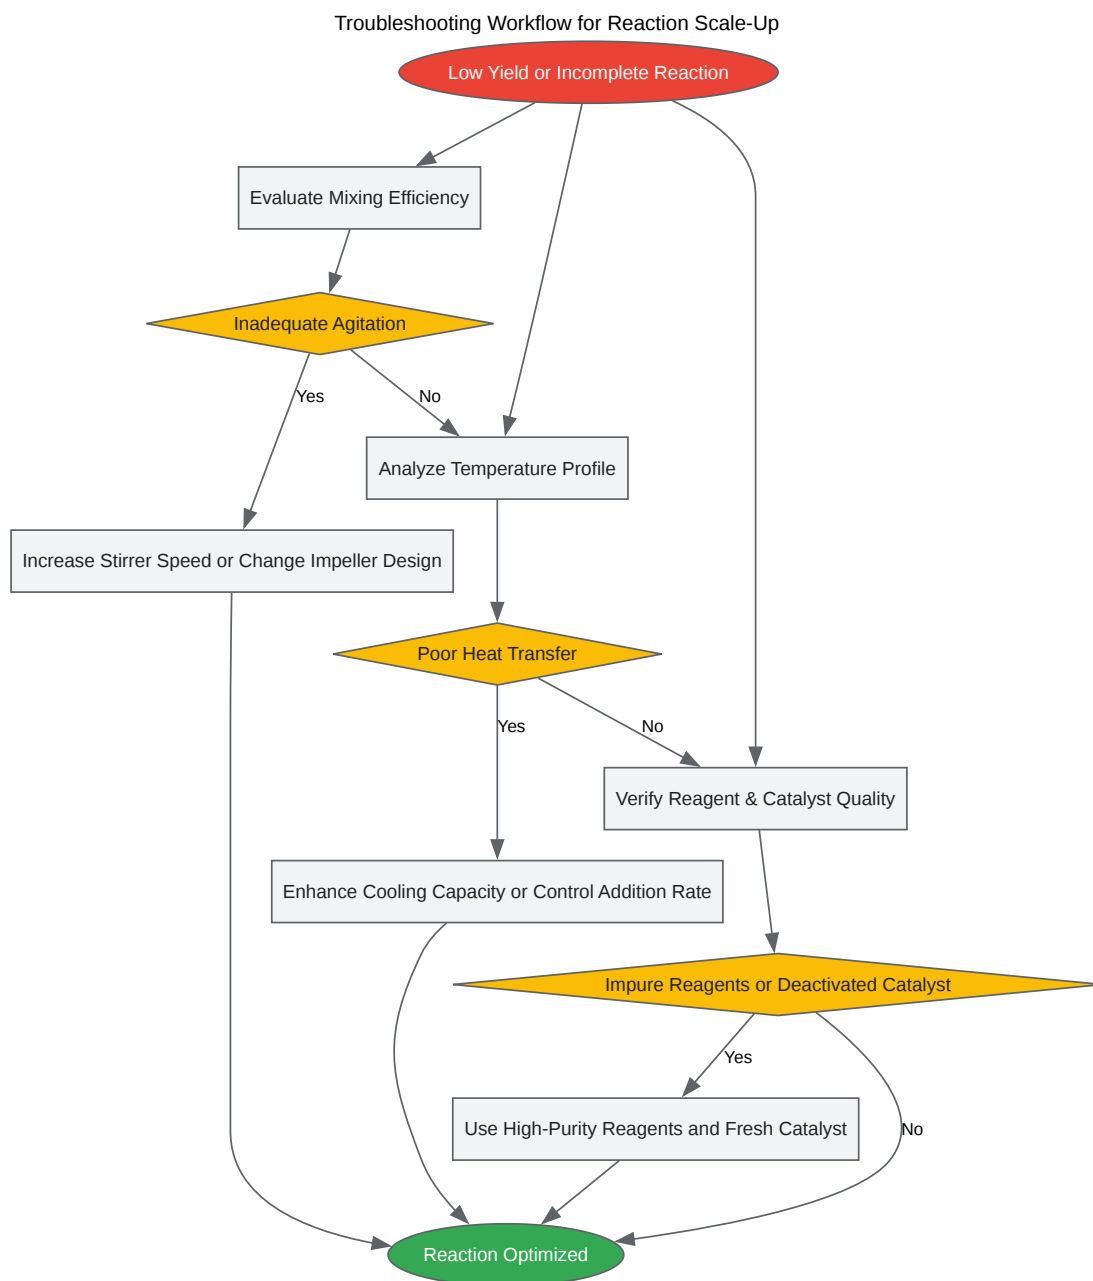 Troubleshooting Workflow for Reaction Scale-Up
Low Yield or Incomplete Reaction
Evaluate Mixing Efficiency
Inadequate Agitation
Yes
No
Analyze Temperature Profile
Increase Stirrer Speed or Change Impeller Design
Poor Heat Transfer
Yes
No
Verify Reagent & Catalyst Quality
Enhance Cooling Capacity or Control Addition Rate
Impure Reagents or Deactivated Catalyst
Yes
Use High-Purity Reagents and Fresh Catalyst
No
Reaction Optimized